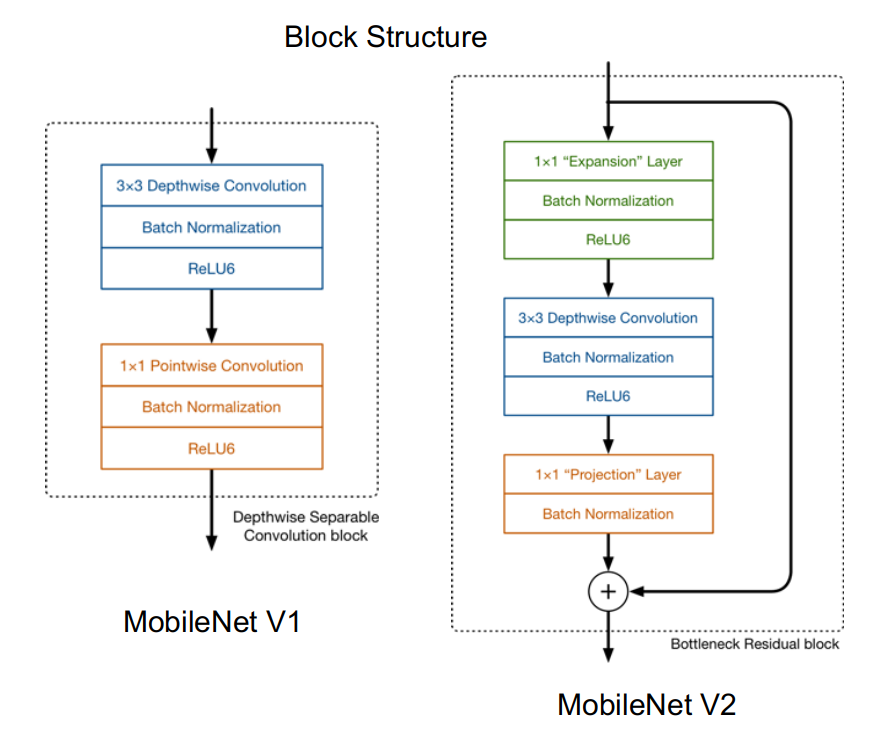 Block Structure
3×3 Depthwise Convolution
Batch Normalization
ReLU6
1×1 Pointwise Convolution
Batch Normalization
ReLU6
Depthwise Separable
Convolution block
MobileNet V1
1×1 “Expansion” Layer
Batch Normalization
ReLU6
3×3 Depthwise Convolution
Batch Normalization
ReLU6
1×1 “Projection” Layer
Batch Normalization
+
Bottleneck Residual block
MobileNet V2